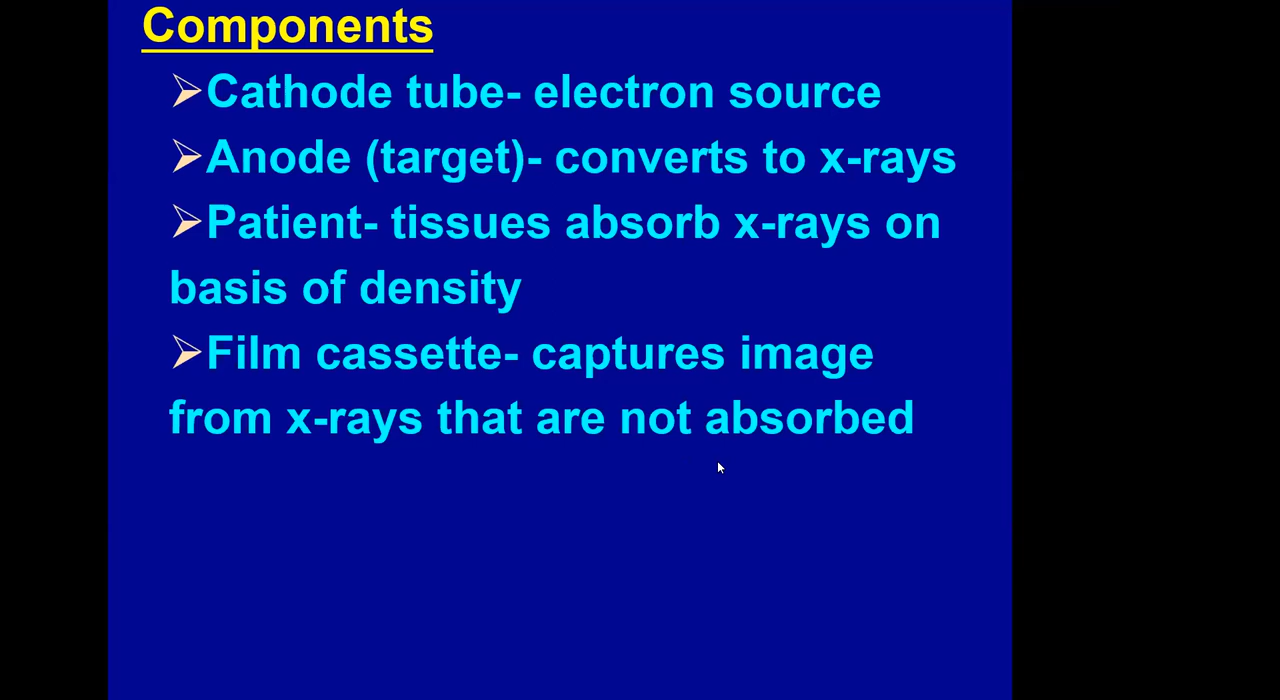 Components
➢Cathode tube- electron source
➢Anode (target)- converts to x-rays
➢Patient- tissues absorb x-rays on
basis of density
➢Film cassette- captures image
from x-rays that are not absorbed